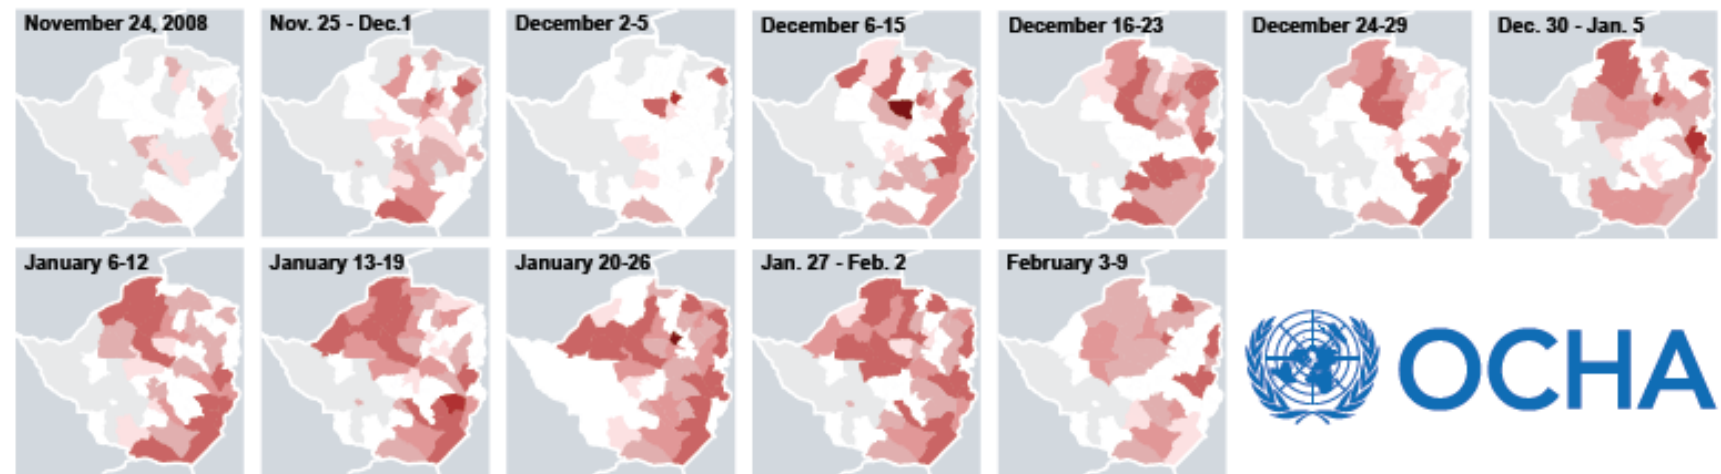 November 24, 2008
Nov. 25 - Dec.1
December 2-5
December 6-15
December 16-23
December 24-29
Dec. 30 - Jan. 5
January 6-12
January 13-19
January 20-26
Jan. 27 - Feb. 2
February 3-9
OCHA